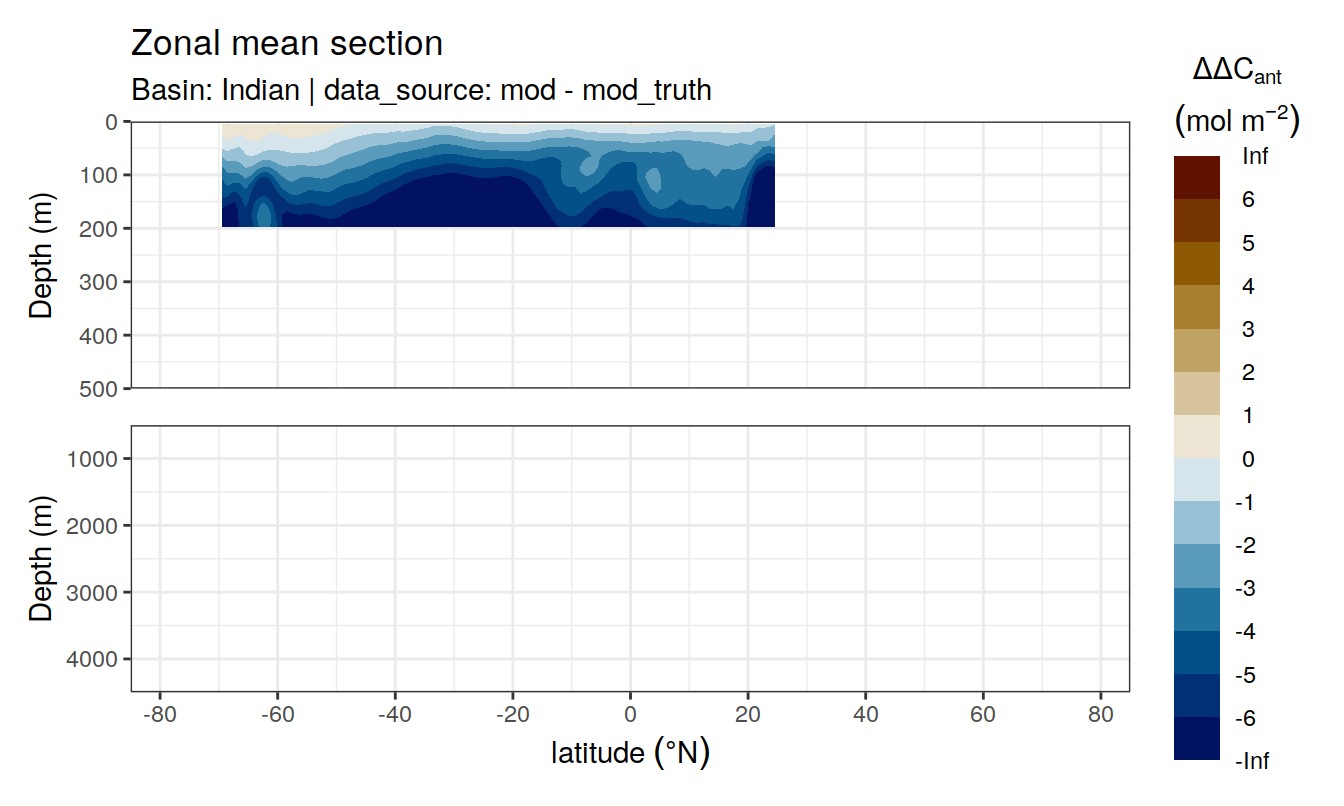 Zonal mean section
Basin: Indian | data_source: mod - mod_truth
Depth (m)
0
100
200
300
400
500
Depth (m)
1000
2000
3000
4000
-80 -60 -40 -20 0 20 40 60 80
latitude (°N)
ΔΔCant
(mol m⁻²)
Inf
6
5
4
3
2
1
0
-1
-2
-3
-4
-5
-6
-Inf